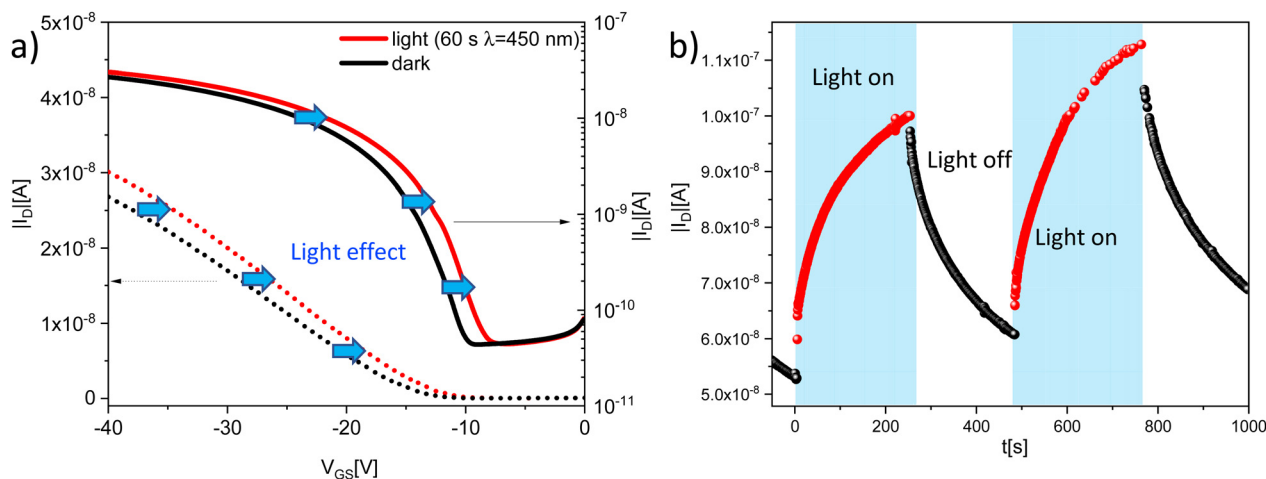 a)
light (60 s λ=450 nm)
dark
Light effect
5x10⁻⁸
4x10⁻⁸
3x10⁻⁸
2x10⁻⁸
1x10⁻⁸
0
|I_D|[A]
10⁻⁷
10⁻⁸
10⁻⁹
10⁻¹⁰
10⁻¹¹
|I_D|[A]
-40
-30
-20
-10
0
V_GS[V]
b)
Light on
Light off
Light on
1.1x10⁻⁷
1.0x10⁻⁷
9.0x10⁻⁸
8.0x10⁻⁸
7.0x10⁻⁸
6.0x10⁻⁸
5.0x10⁻⁸
|I_D|[A]
0
200
400
600
800
1000
t[s]